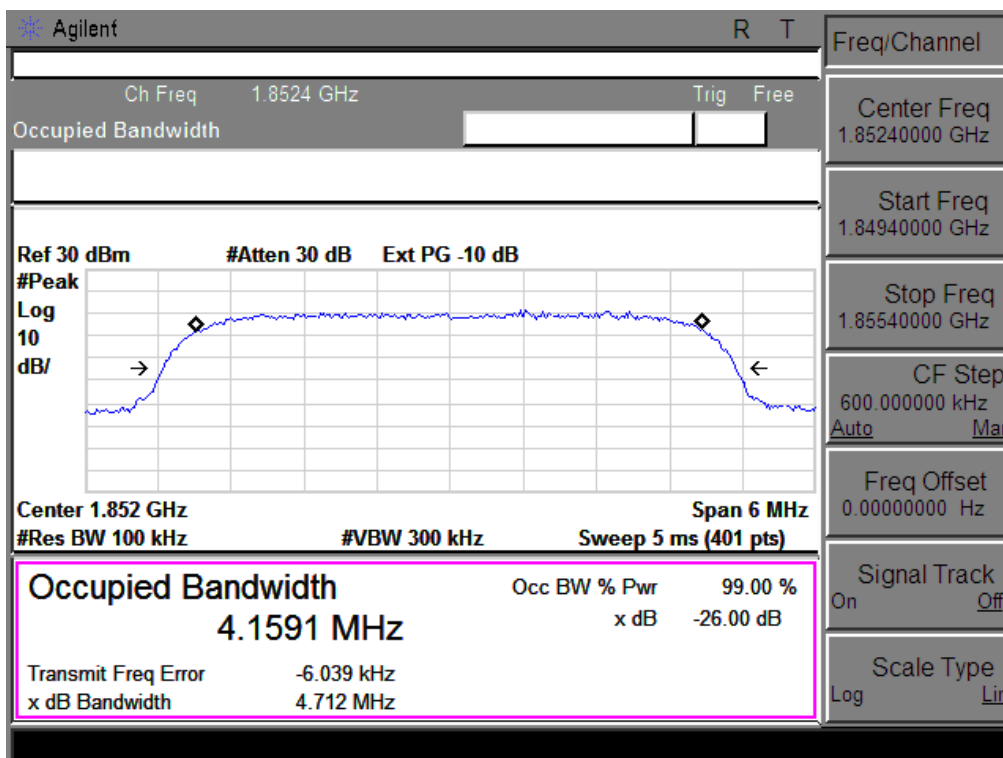 Agilent R T
Ch Freq 1.8524 GHz Trig Free
Occupied Bandwidth
Ref 30 dBm #Atten 30 dB Ext PG -10 dB
#Peak
Log
10
dB/
Center 1.852 GHz Span 6 MHz
#Res BW 100 kHz #VBW 300 kHz Sweep 5 ms (401 pts)
Occupied Bandwidth
4.1591 MHz
Occ BW % Pwr 99.00 %
x dB -26.00 dB
Transmit Freq Error -6.039 kHz
x dB Bandwidth 4.712 MHz
Freq/Channel
Center Freq
1.85240000 GHz
Start Freq
1.84940000 GHz
Stop Freq
1.85540000 GHz
CF Step
600.000000 kHz
Auto Ma
Freq Offset
0.00000000 Hz
Signal Track
On Off
Scale Type
Log Li